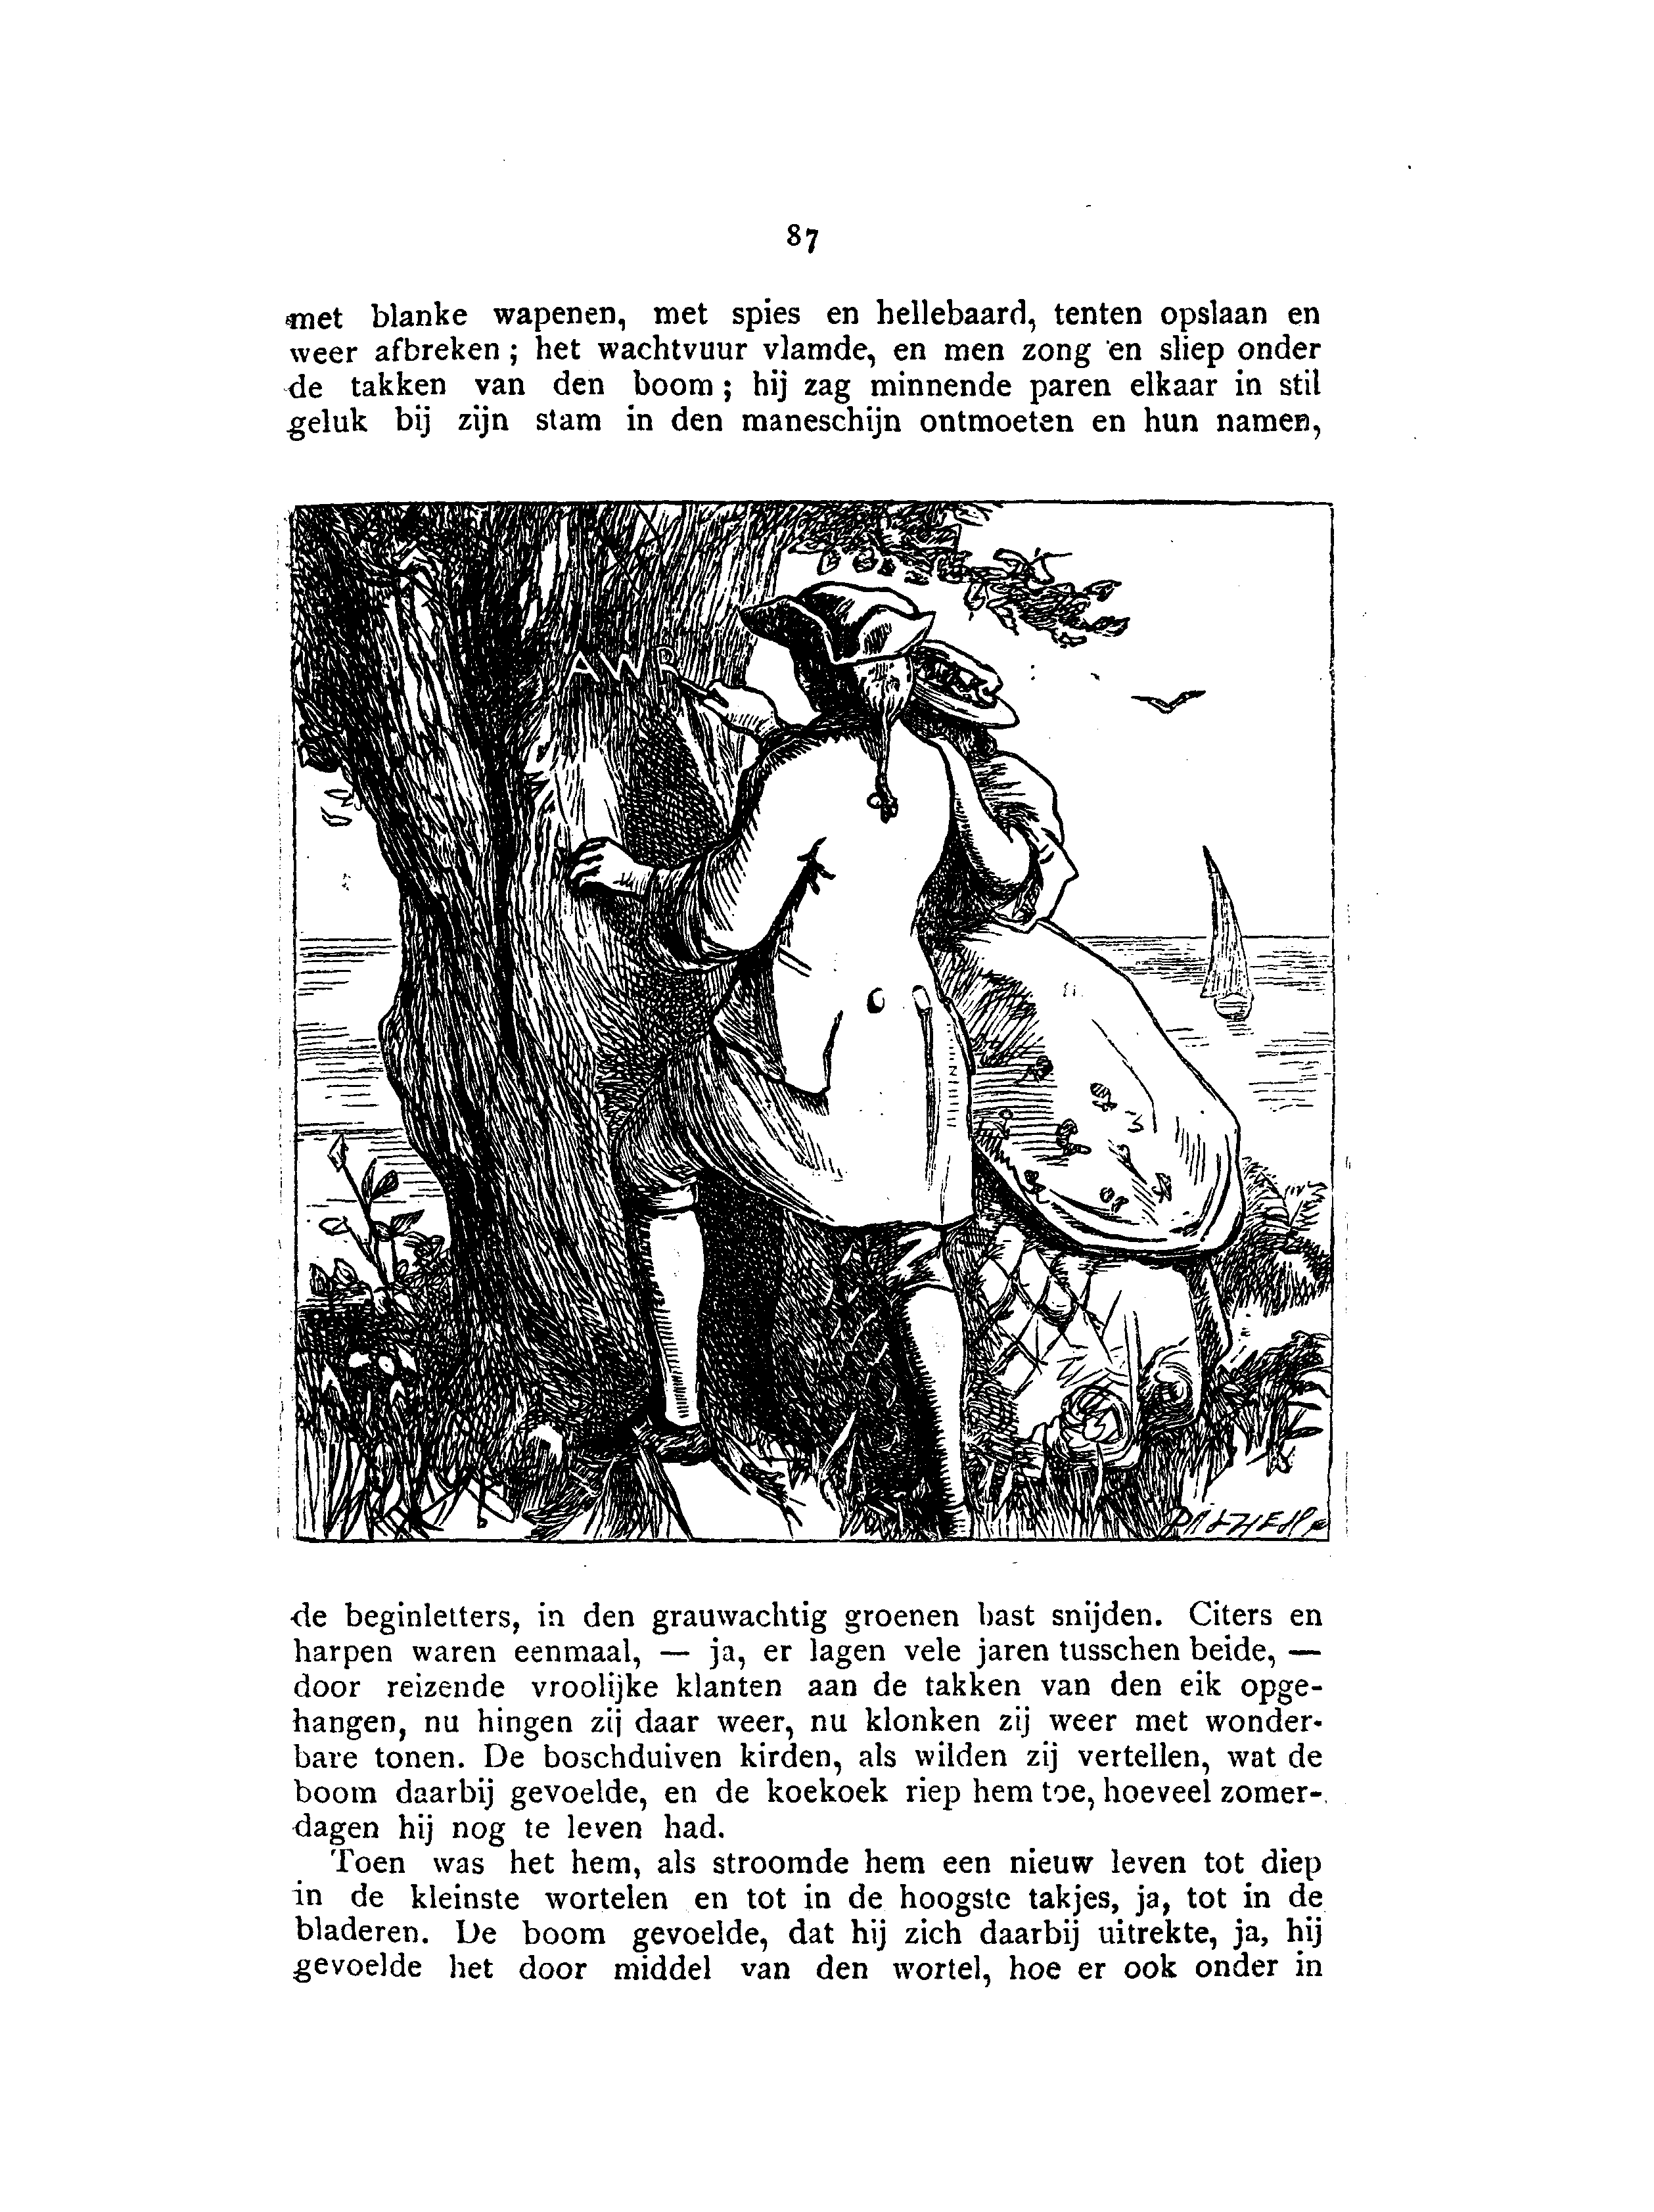 87
met blanke wapenen, met spies en hellebaard, tenten opslaan en
weer afbreken; het wachtvuur vlamde, en men zong en sliep onder
de takken van den boom; hij zag minnende paren elkaar in stil
geluk bij zijn stam in den maneschijn ontmoeten en hun namen,
AWR
de beginletters, in den grauwachtig groenen bast snijden. Citers en
harpen waren eenmaal, — ja, er lagen vele jaren tusschen beide, —
door reizende vroolijke klanten aan de takken van den eik opge-
hangen, nu hingen zij daar weer, nu klonken zij weer met wonder-
bare tonen. De boschduiven kirden, als wilden zij vertellen, wat de
boom daarbij gevoelde, en de koekoek riep hem toe, hoeveel zomer-
dagen hij nog te leven had.
Toen was het hem, als stroomde hem een nieuw leven tot diep
in de kleinste wortelen en tot in de hoogste takjes, ja, tot in de
bladeren. De boom gevoelde, dat hij zich daarbij uitrekte, ja, hij
gevoelde het door middel van den wortel, hoe er ook onder in